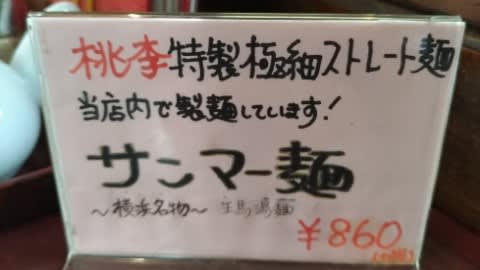 桃李特製極細ストレート麺
当店内で製麺しています!
サンマー麺
～横浜名物～ 生馬湯麺
¥860